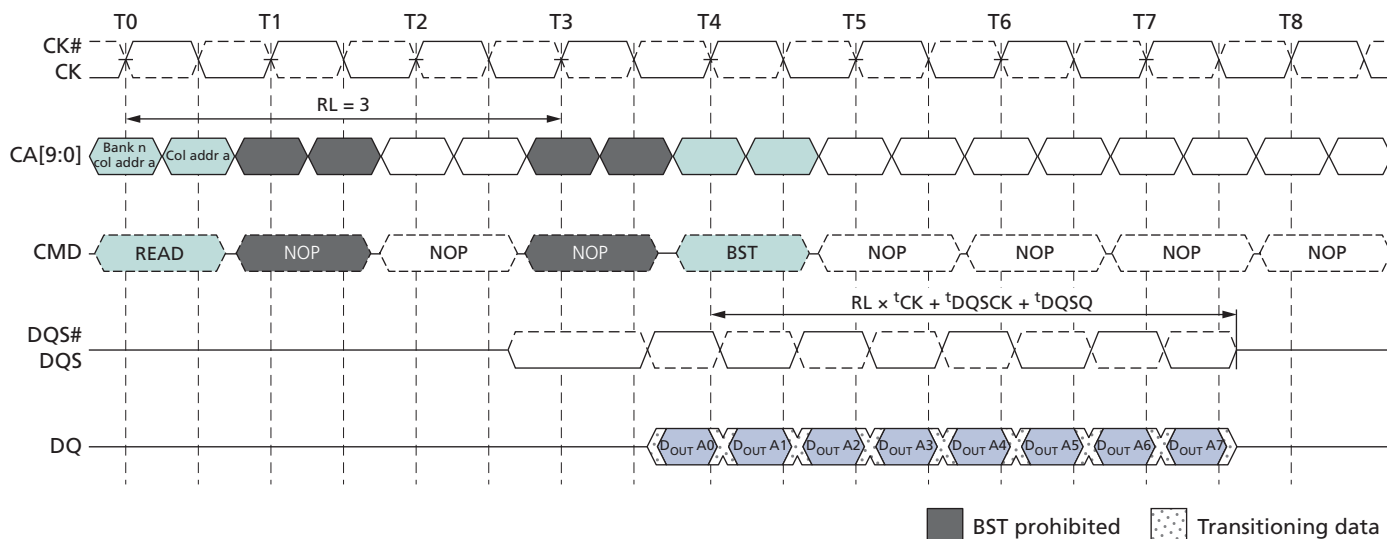 T0 T1 T2 T3 T4 T5 T6 T7 T8
CK#
CK
RL = 3
CA[9:0]
Bank n
col addr a
Col addr a
CMD
READ NOP NOP NOP BST NOP NOP NOP NOP
RL × ᵗCK + ᵗDQSCK + ᵗDQSQ
DQS#
DQS
DQ
DOUT A0 DOUT A1 DOUT A2 DOUT A3 DOUT A4 DOUT A5 DOUT A6 DOUT A7
BST prohibited Transitioning data